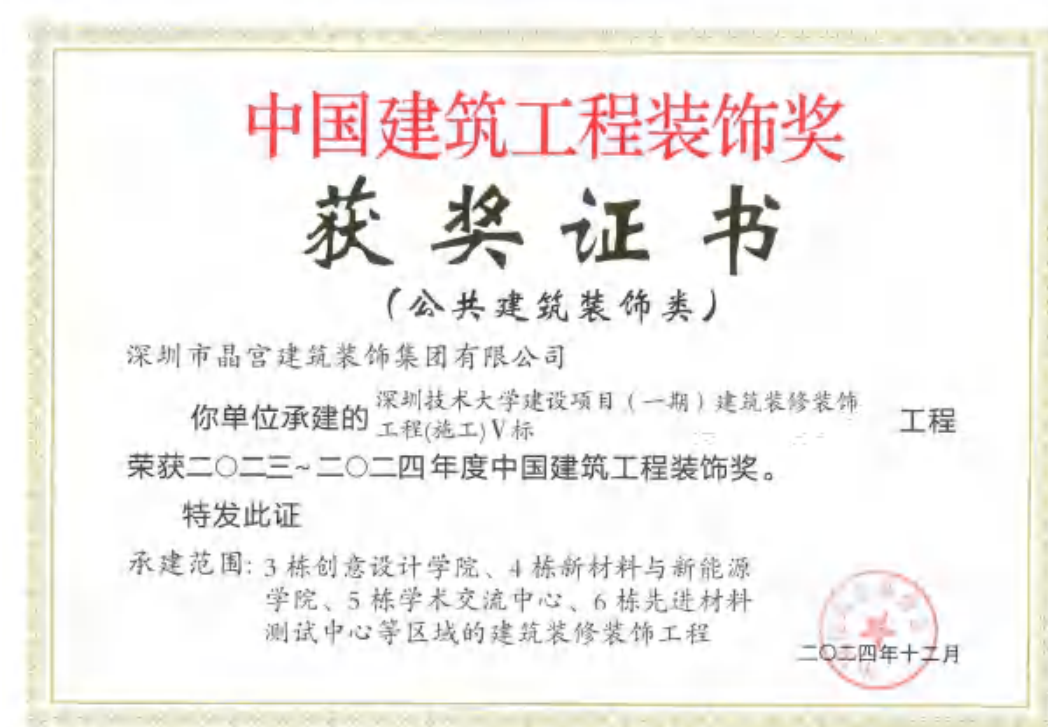 中国建筑工程装饰奖
获奖证书
(公共建筑装饰类)
深圳市晶宫建筑装饰集团有限公司
你单位承建的 深圳技术大学建设项目(一期)建筑装修装饰
工程(施工)Ⅴ标 工程
荣获二〇二三~二〇二四年度中国建筑工程装饰奖。
特发此证
承建范围:3栋创意设计学院、4栋新材料与新能源
学院、5栋学术交流中心、6栋先进材料
测试中心等区域的建筑装修装饰工程
二〇二四年十二月